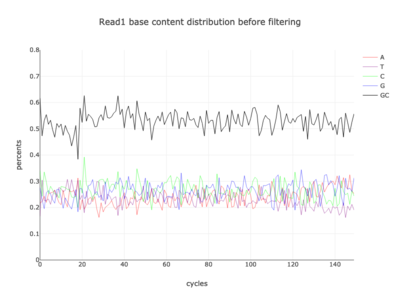 Read1 base content distribution before filtering
0.8
A
T
0.7
C
G
0.6
GC
0.5
percents
0.4
0.3
0.2
0.1
0
0 20 40 60 80 100 120 140
cycles